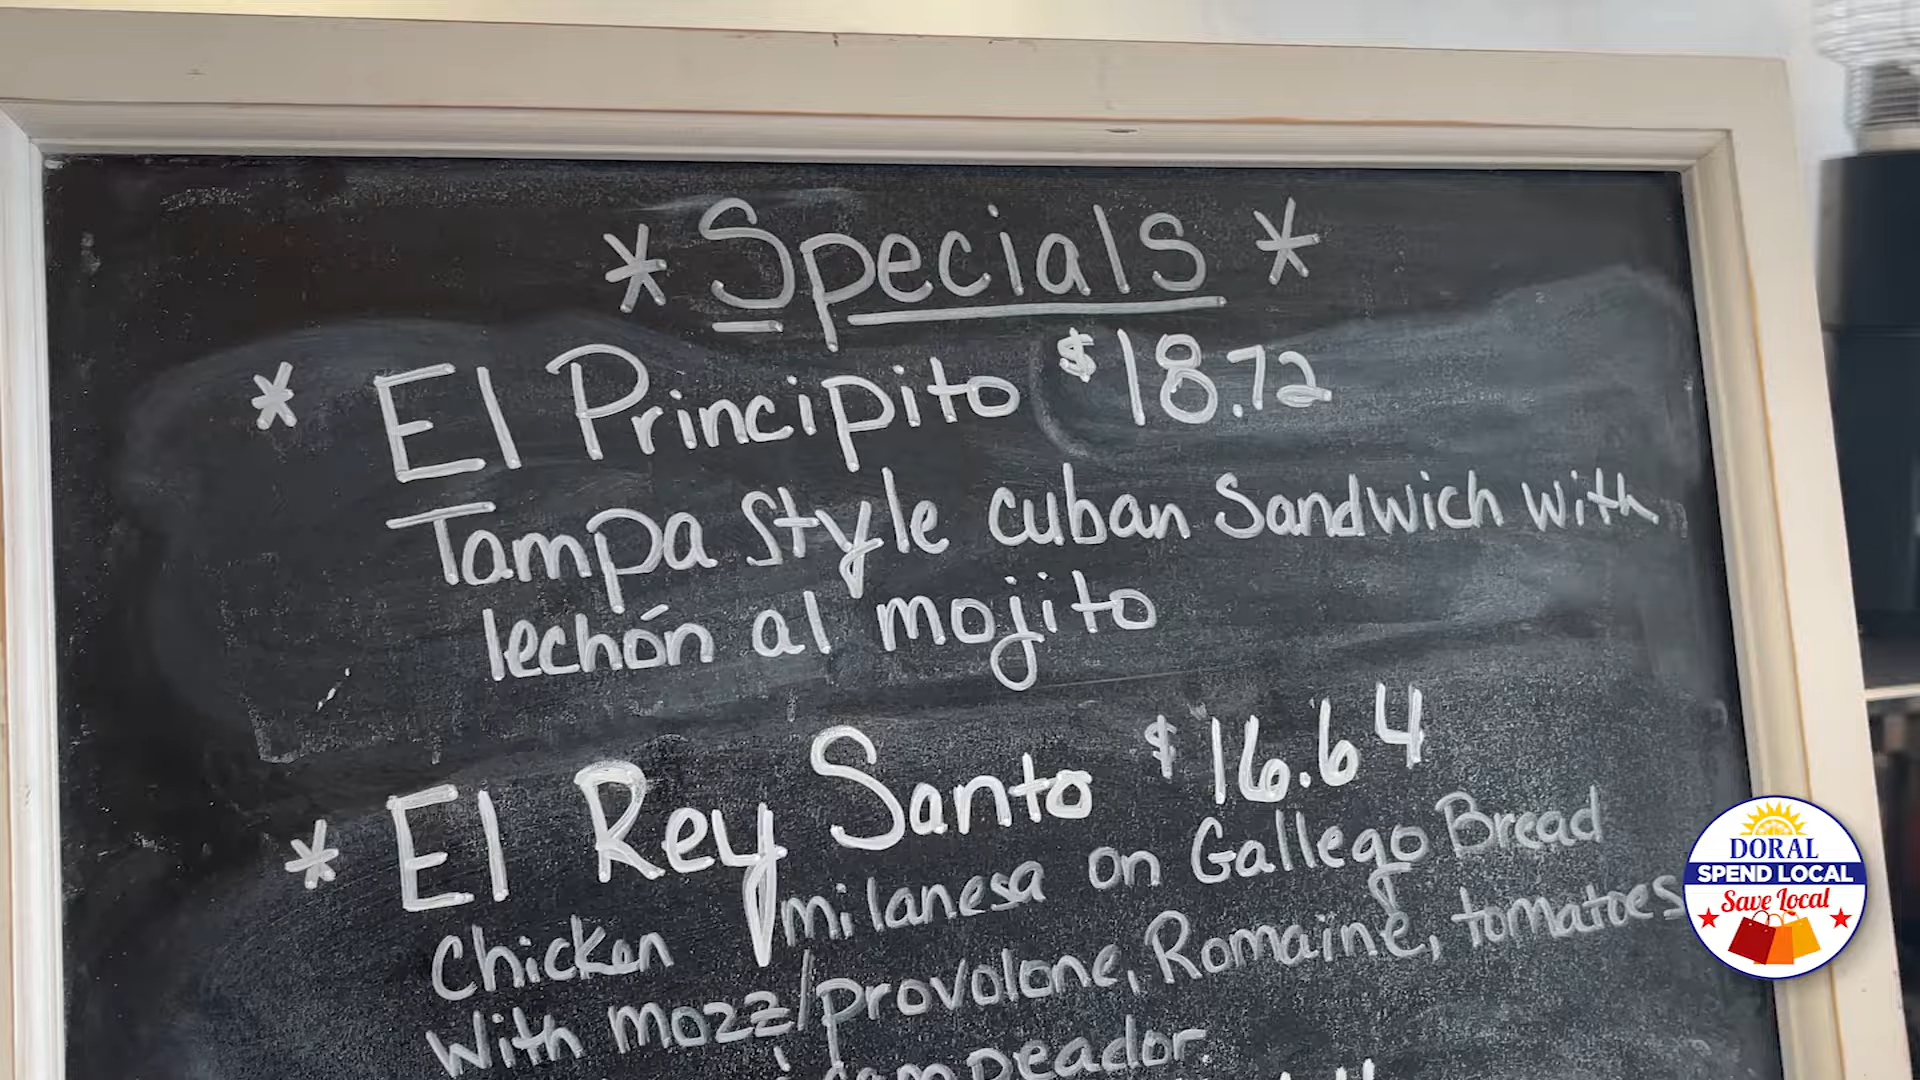 * Specials *
* El Principito $18.72
Tampa Style cuban Sandwich with
lechón al mojito
* El Rey Santo $16.64
Chicken milanesa on Gallego Bread
with mozz/provolone, Romaine, tomatoes
campeador.
DORAL
SPEND LOCAL
Save Local